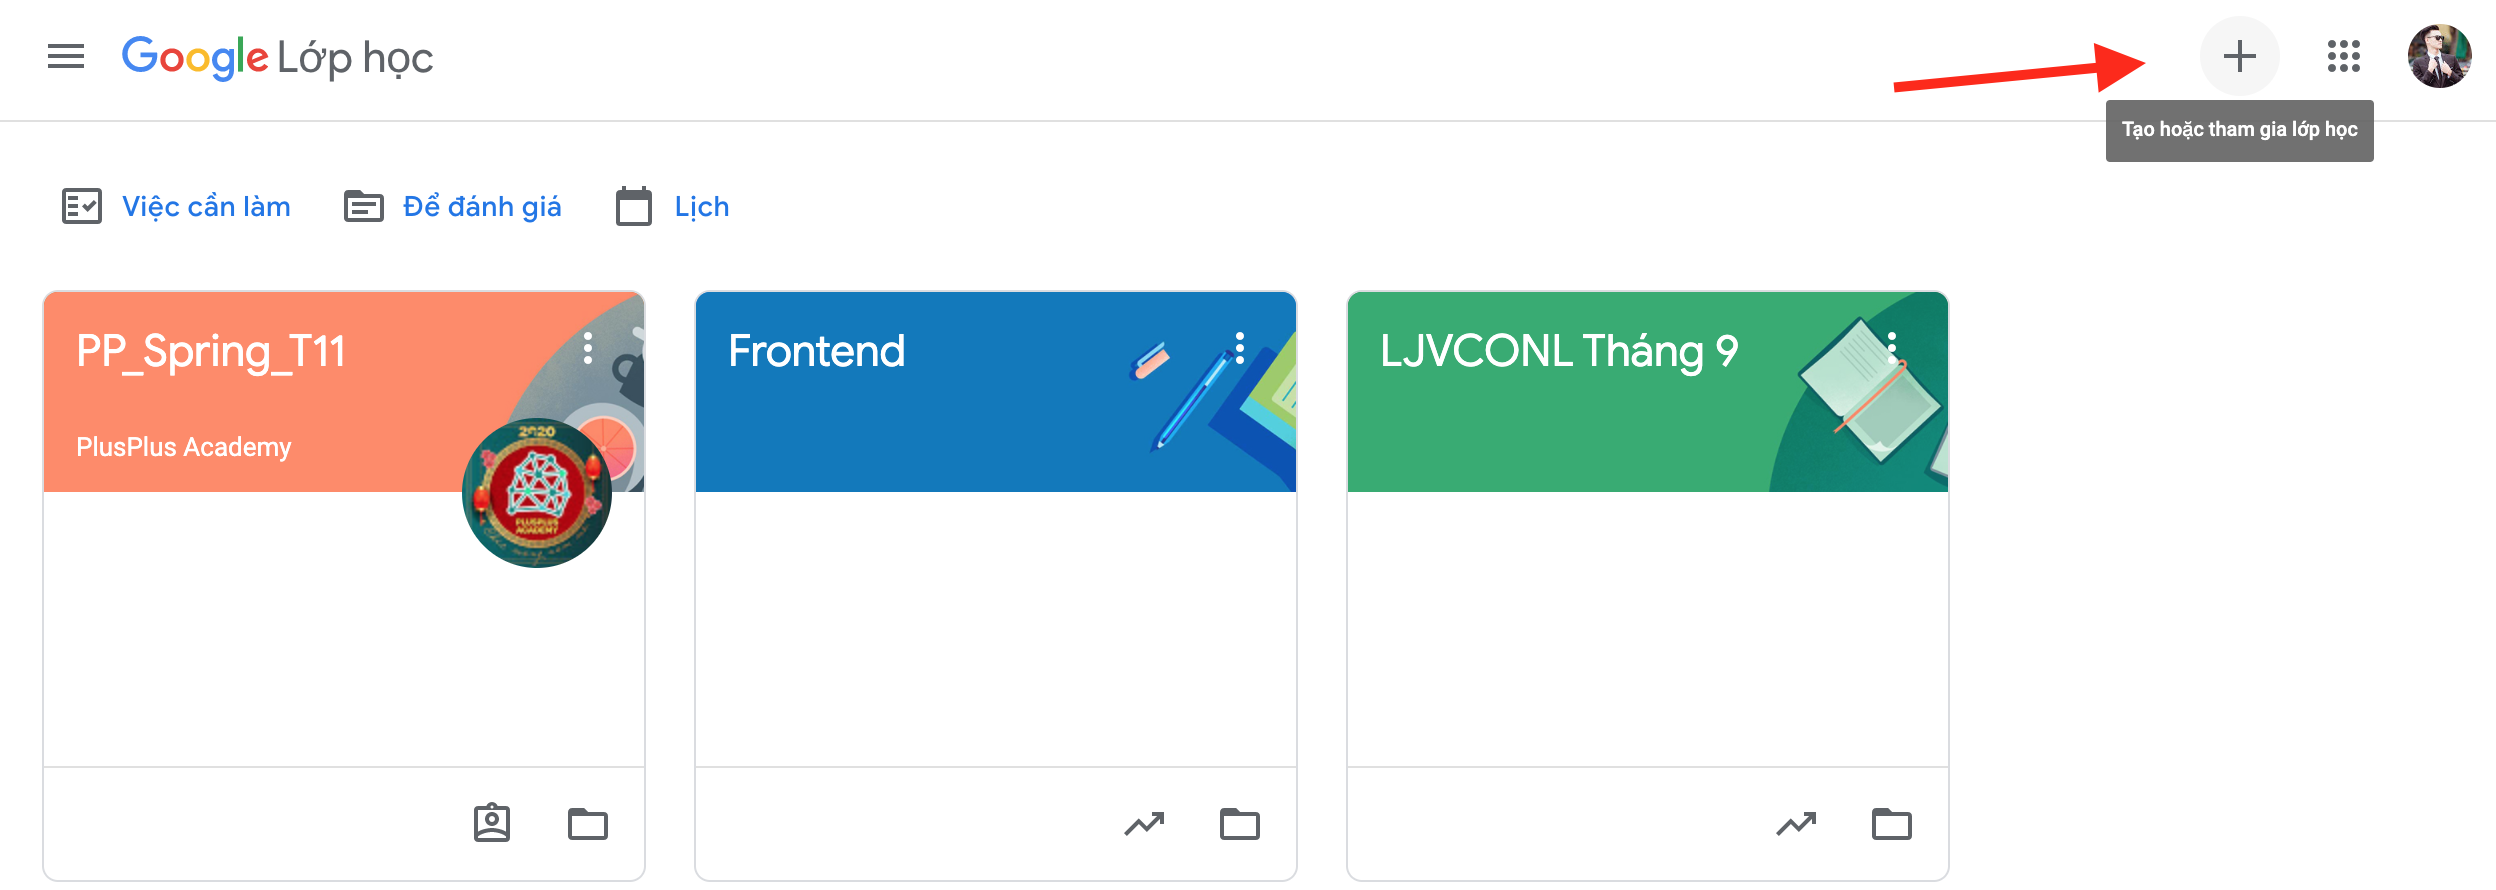 Google Lớp học
Tạo hoặc tham gia lớp học
Việc cần làm
Để đánh giá
Lịch
PP_Spring_T11
PlusPlus Academy
2020
PLUSPLUS
ACADEMY
Frontend
LJVCONL Tháng 9